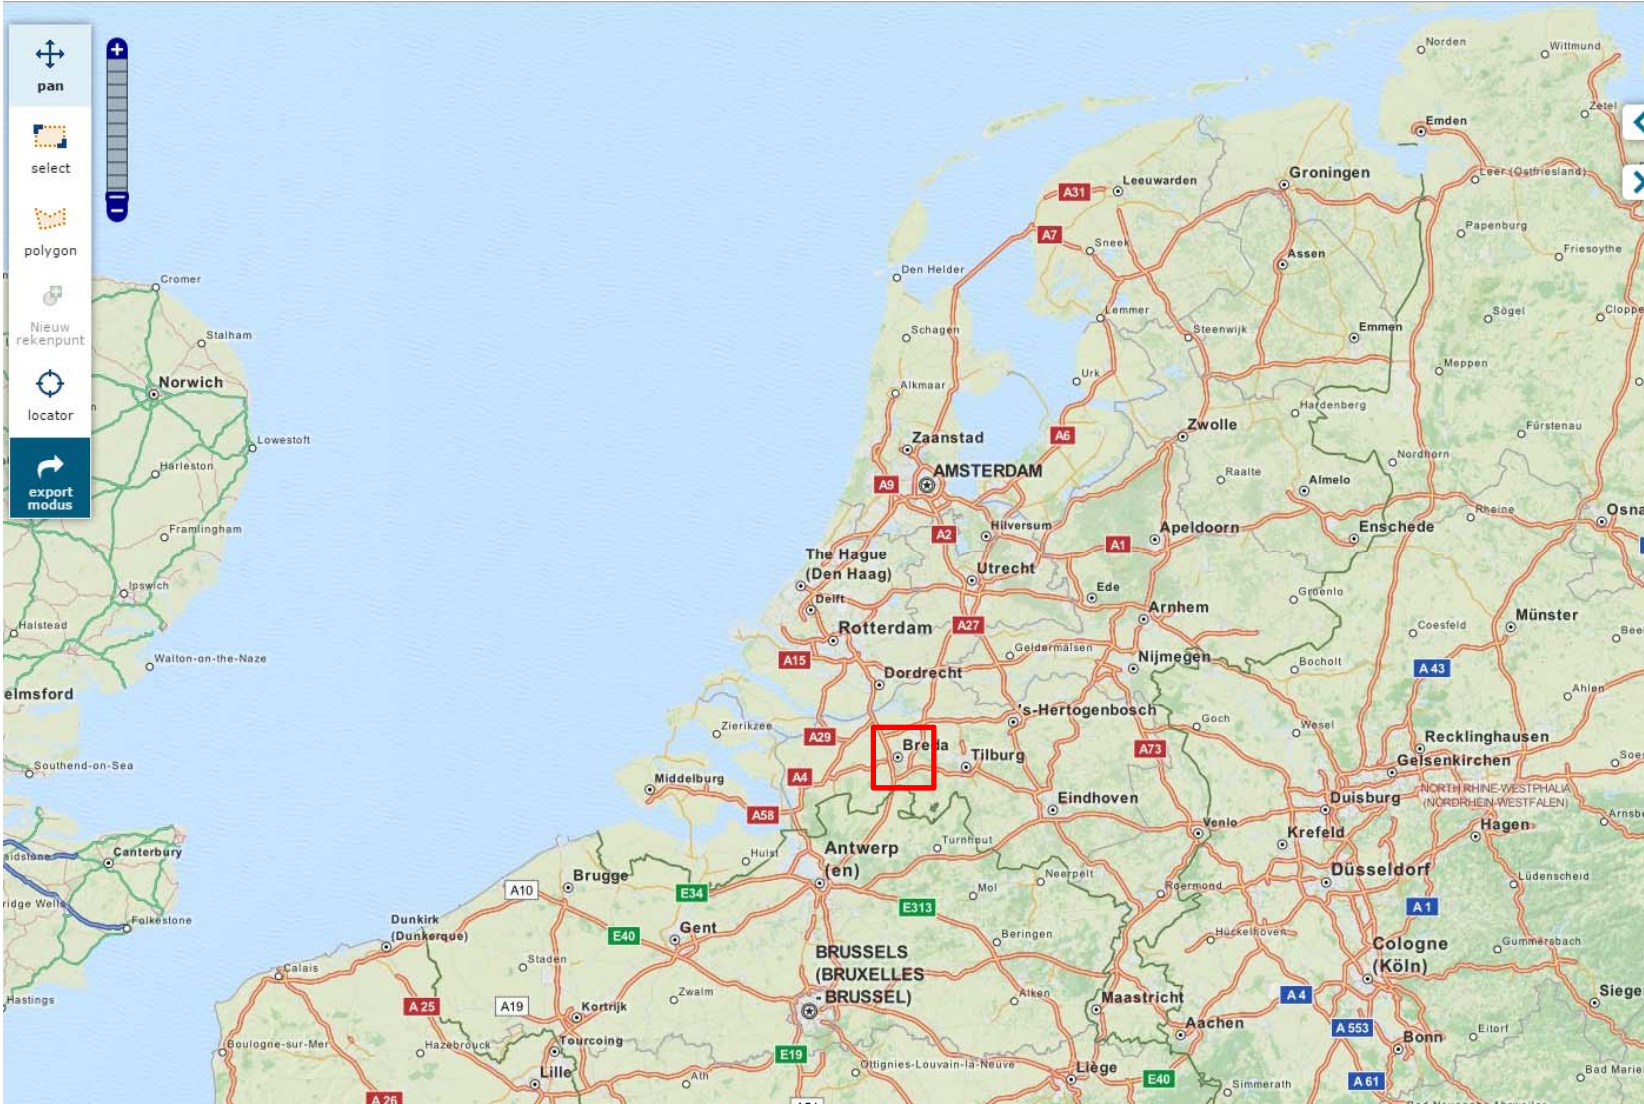 pan
select
polygon
Nieuw
rekenpunt
locator
export
modus
+
−
Norden
Wittmund
Zetel
Emden
Leer (Ostfriesland)
Groningen
Leeuwarden
A31
A7
Sneek
Papenburg
Friesoythe
Assen
Den Helder
Cromer
Lemmer
Sögel
Schagen
Steenwijk
Emmen
Stalham
Meppen
Norwich
Alkmaar
Urk
Hardenberg
Zwolle
Fürstenau
Lowestoft
Zaanstad
A6
Nordhorn
Harleston
AMSTERDAM
A9
Raalte
Almelo
Rheine
Osna
Framlingham
Hilversum
A2
A1
Apeldoorn
Enschede
The Hague
(Den Haag)
Utrecht
Ipswich
Delft
Ede
Groenlo
Arnhem
Münster
Halstead
Rotterdam
A27
Coesfeld
Bee
Walton-on-the-Naze
A15
Geldermalsen
Nijmegen
Bocholt
A 43
Dordrecht
elmsford
Ahlen
's-Hertogenbosch
Goch
Wesel
Zierikzee
A29
Breda
Tilburg
A73
Recklinghausen
Gelsenkirchen
Southend-on-Sea
Middelburg
A4
NORTH RHINE-WESTPHALIA
(NORDRHEIN-WESTFALEN)
Eindhoven
Duisburg
A58
Venlo
Krefeld
Hagen
Arnsb
Canterbury
Hulst
Antwerp
(en)
Turnhout
Düsseldorf
Brugge
A10
E34
Neerpelt
Mol
Roermond
Lüdenscheid
E313
A 1
Folkestone
Dunkirk
(Dunkerque)
E40
Gent
Beringen
Hückelhoven
Cologne
(Köln)
Gummersbach
BRUSSELS
(BRUXELLES
- BRUSSEL)
Staden
Calais
Hastings
A 25
A19
Kortrijk
Zwalm
Alken
Maastricht
A 4
Siege
Aachen
A 553
Bonn
Eitorf
Boulogne-sur-Mer
Hazebrouck
Tourcoing
E19
Ottignies-Louvain-la-Neuve
Liège
Lille
Ath
E40
Simmerath
A 61
Bad Marie
A 26